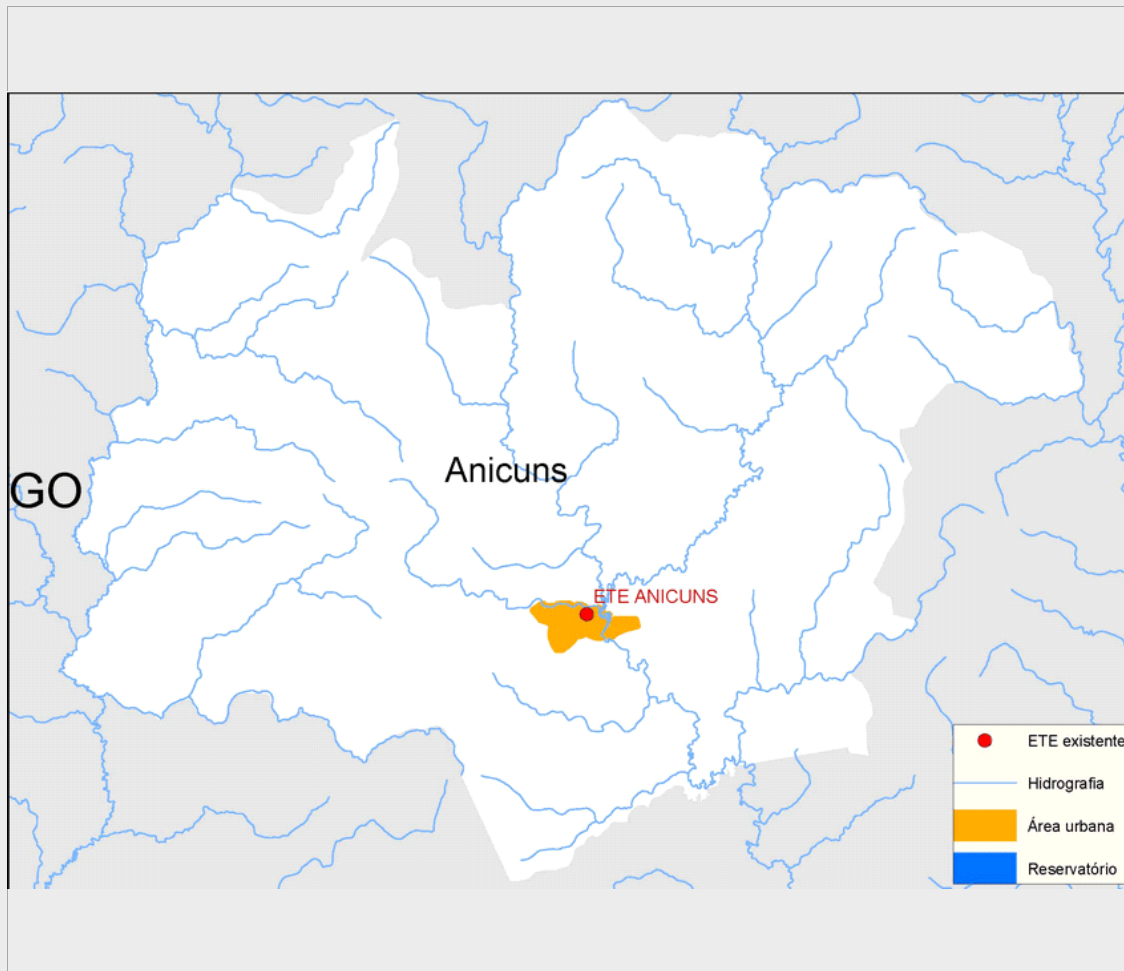 Anicuns
GO
ETE ANICUNS
ETE existente
Hidrografia
Área urbana
Reservatório